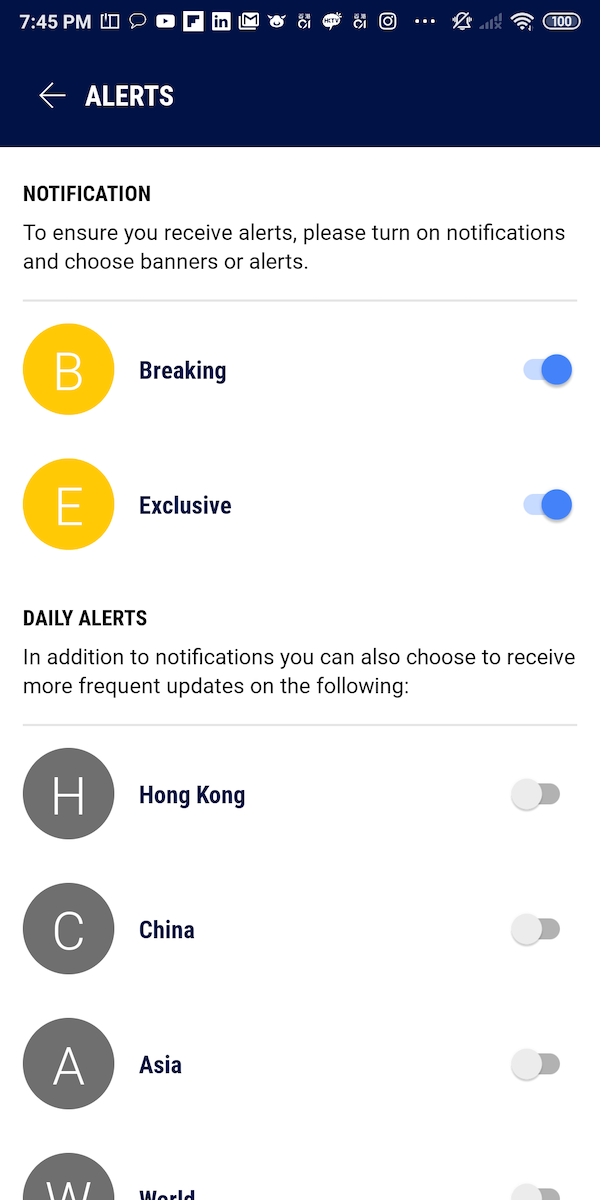 7:45 PM 100
ALERTS
NOTIFICATION
To ensure you receive alerts, please turn on notifications
and choose banners or alerts.
B Breaking
E Exclusive
DAILY ALERTS
In addition to notifications you can also choose to receive
more frequent updates on the following:
H Hong Kong
C China
A Asia
W World